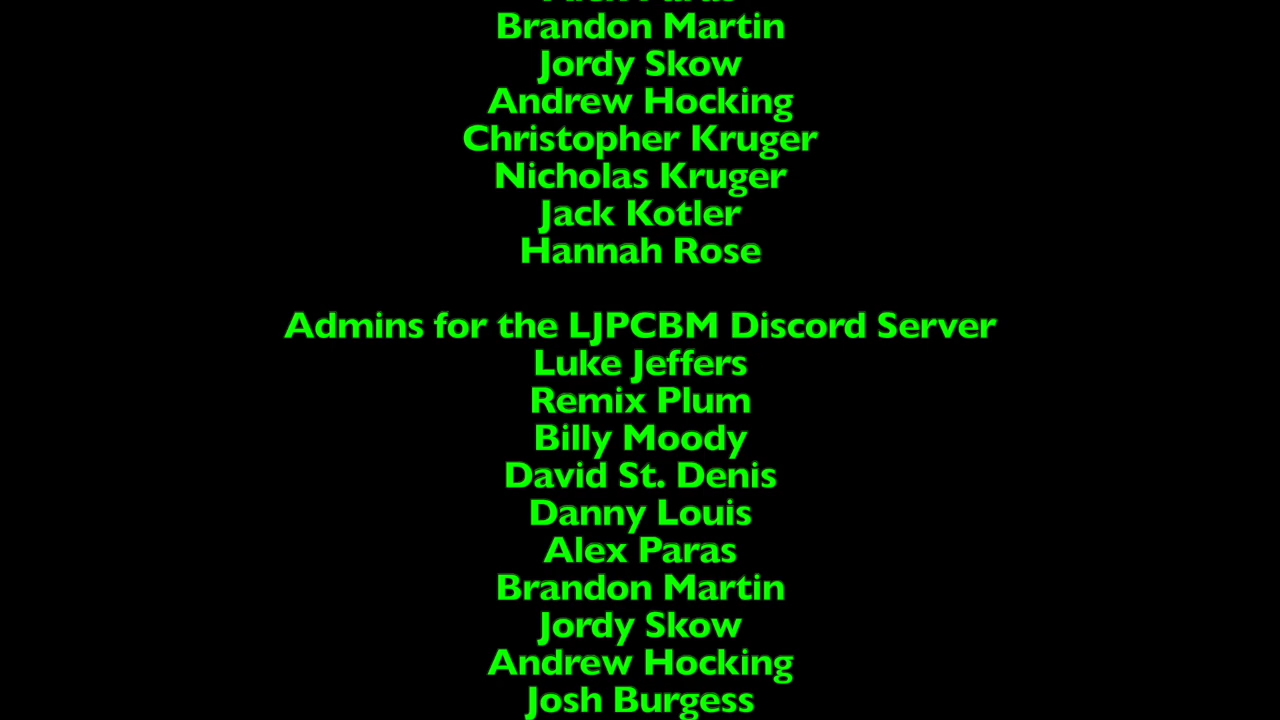 Brandon Martin
Jordy Skow
Andrew Hocking
Christopher Kruger
Nicholas Kruger
Jack Kotler
Hannah Rose
Admins for the LJPCBM Discord Server
Luke Jeffers
Remix Plum
Billy Moody
David St. Denis
Danny Louis
Alex Paras
Brandon Martin
Jordy Skow
Andrew Hocking
Josh Burgess